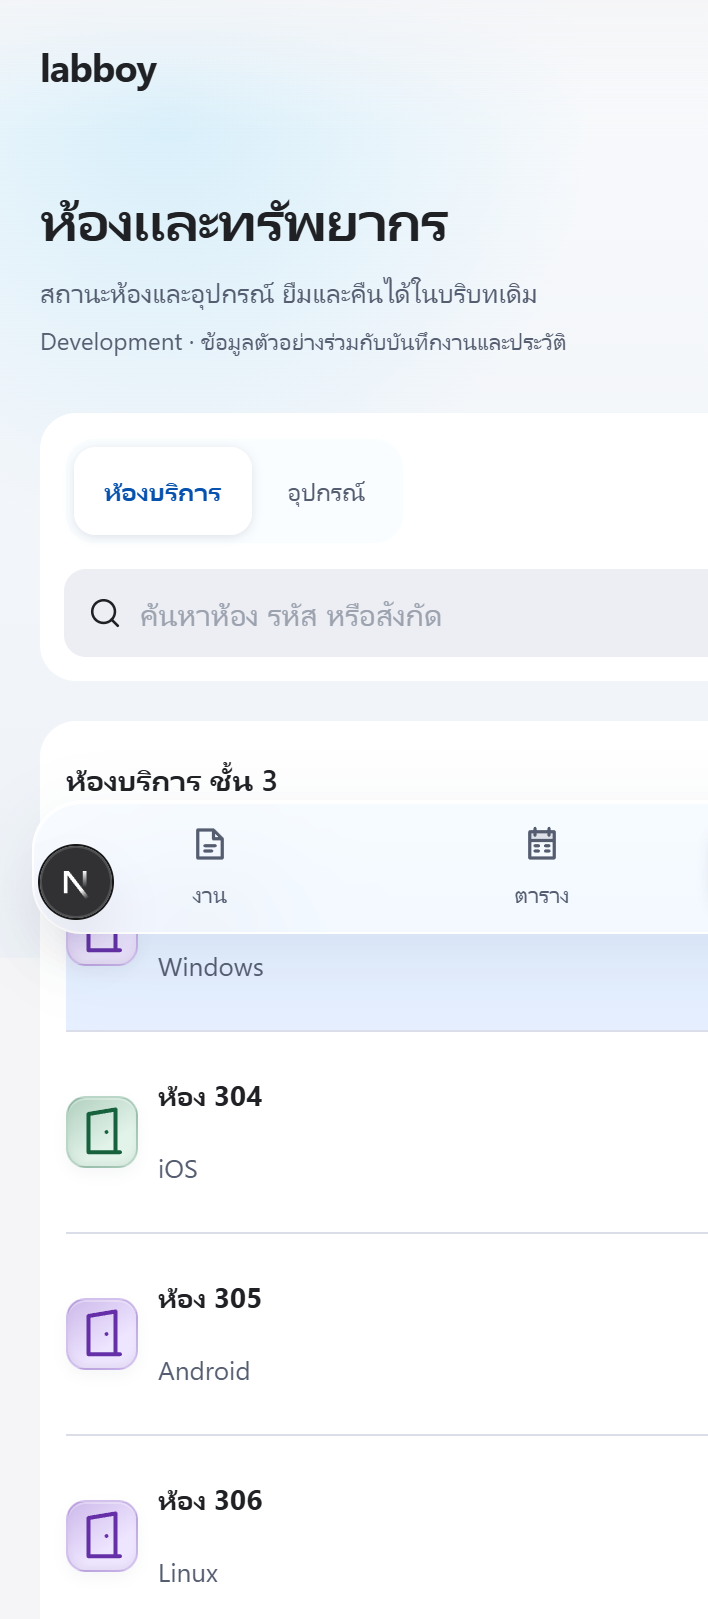 labboy
ห้องและทรัพยากร
สถานะห้องและอุปกรณ์ ยืมและคืนได้ในบริบทเดิม
Development · ข้อมูลตัวอย่างร่วมกับบันทึกงานและประวัติ
ห้องบริการ
อุปกรณ์
ค้นหาห้อง รหัส หรือสังกัด
ห้องบริการ ชั้น 3
N
งาน
ตาราง
Windows
ห้อง 304
iOS
ห้อง 305
Android
ห้อง 306
Linux